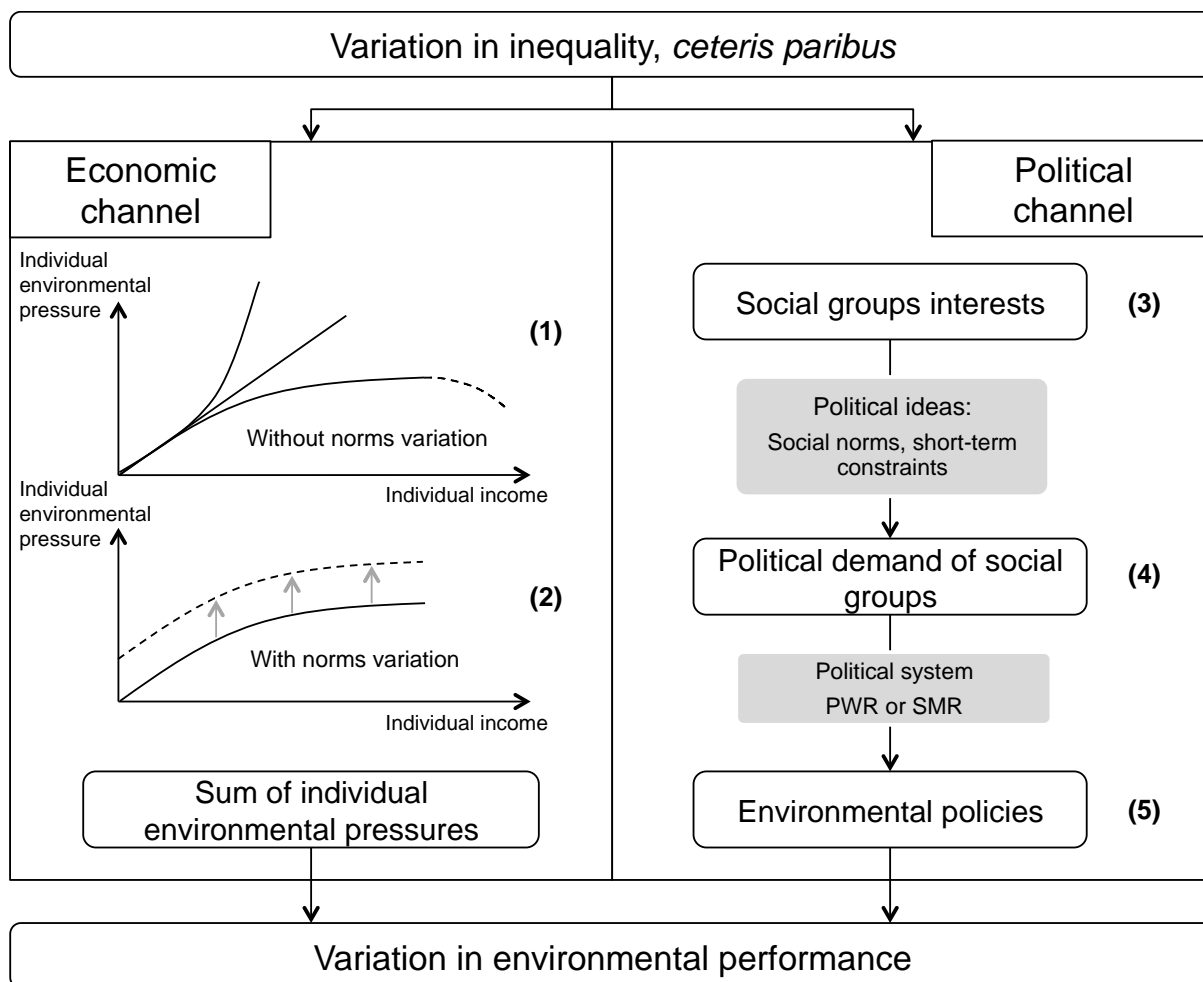 Variation in inequality, ceteris paribus
Economic
channel
Individual
environmental
pressure
(1)
Without norms variation
Individual income
Individual
environmental
pressure
(2)
With norms variation
Individual income
Sum of individual
environmental pressures
Political
channel
Social groups interests
(3)
Political ideas:
Social norms, short-term
constraints
Political demand of social
groups
(4)
Political system
PWR or SMR
Environmental policies
(5)
Variation in environmental performance